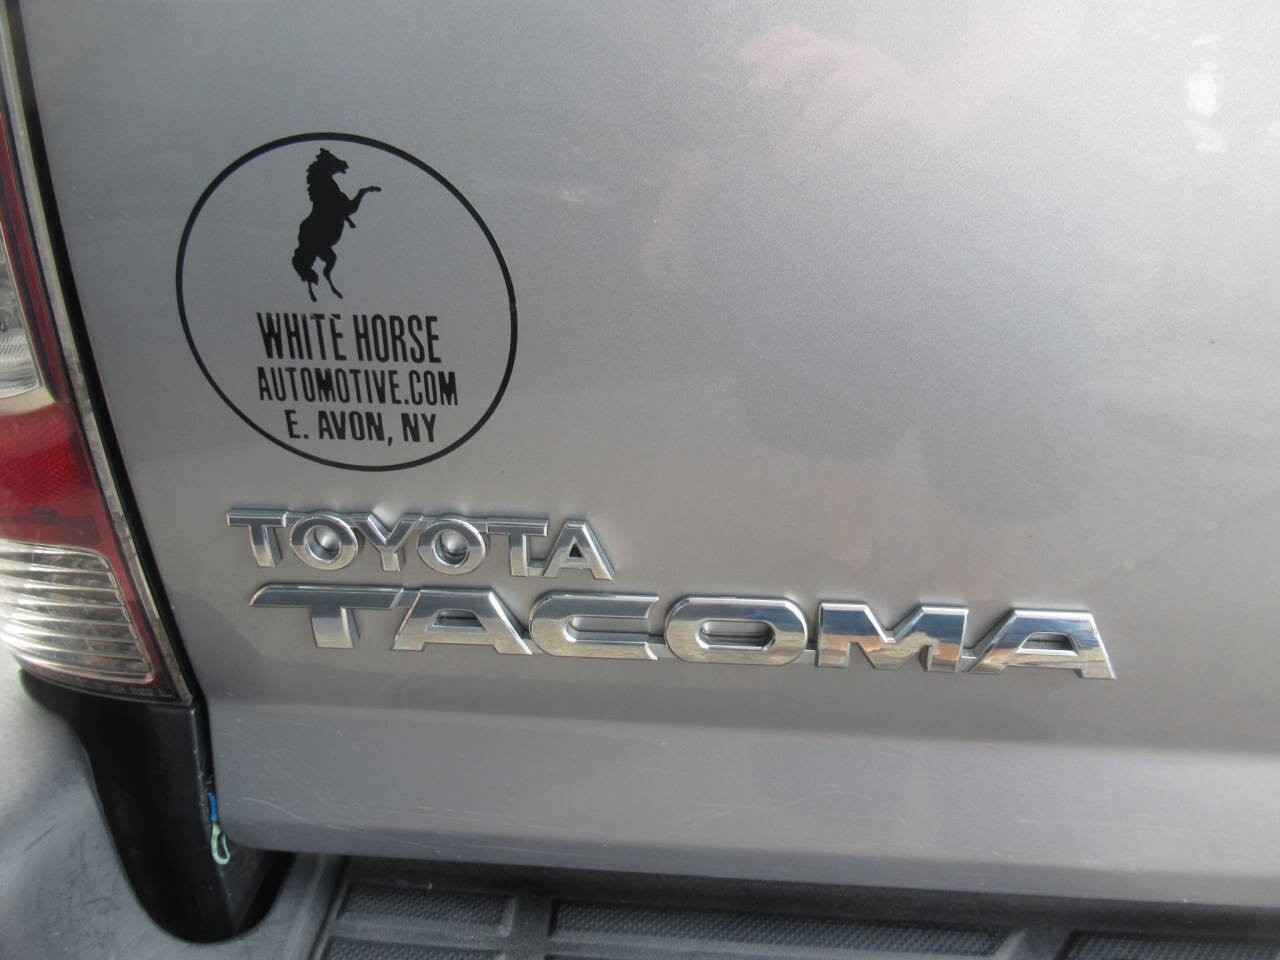 WHITE HORSE
AUTOMOTIVE.COM
E. AVON, NY
TOYOTA
TACOMA